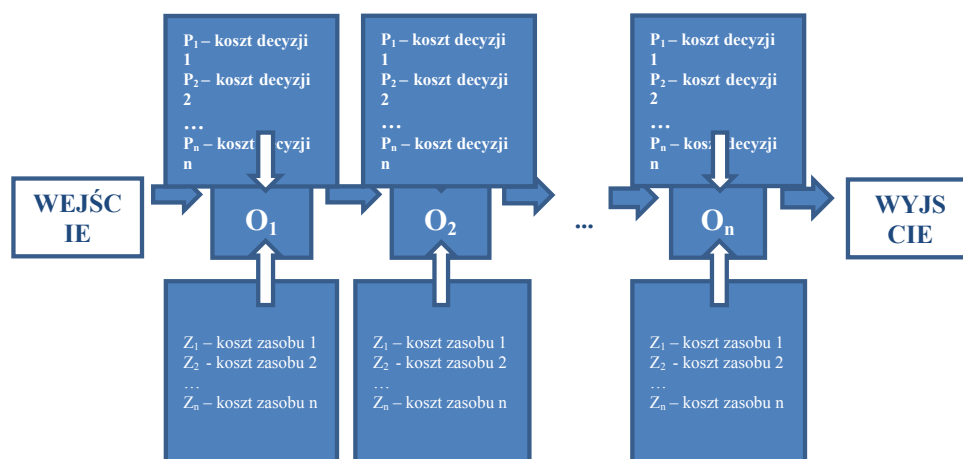 P₁ – koszt decyzji
1
P₂ – koszt decyzji
2
…
Pₙ – koszt decyzji
n
P₁ – koszt decyzji
1
P₂ – koszt decyzji
2
…
Pₙ – koszt decyzji
n
P₁ – koszt decyzji
1
P₂ – koszt decyzji
2
…
Pₙ – koszt decyzji
n
WEJŚC
IE
O₁
O₂
...
Oₙ
WYJS
CIE
Z₁ – koszt zasobu 1
Z₂ - koszt zasobu 2
…
Zₙ – koszt zasobu n
Z₁ – koszt zasobu 1
Z₂ - koszt zasobu 2
…
Zₙ – koszt zasobu n
Z₁ – koszt zasobu 1
Z₂ - koszt zasobu 2
…
Zₙ – koszt zasobu n